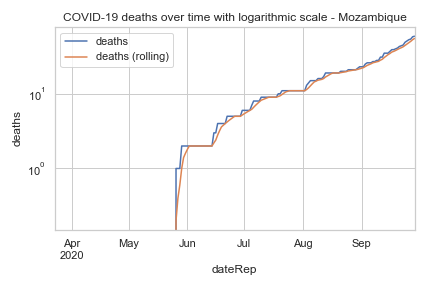 COVID-19 deaths over time with logarithmic scale - Mozambique
deaths
deaths (rolling)
deaths
10¹
10⁰
Apr
2020
May
Jun
Jul
Aug
Sep
dateRep